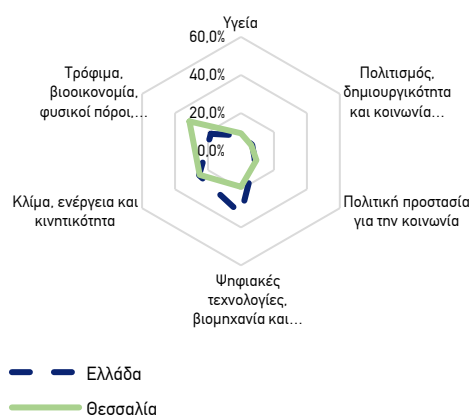 Υγεία
60,0%
40,0%
20,0%
0,0%
Πολιτισμός,
δημιουργικότητα
και κοινωνία...
Πολιτική προστασία
για την κοινωνία
Ψηφιακές
τεχνολογίες,
βιομηχανία και...
Κλίμα, ενέργεια και
κινητικότητα
Τρόφιμα,
βιοοικονομία,
φυσικοί πόροι,...
Ελλάδα
Θεσσαλία